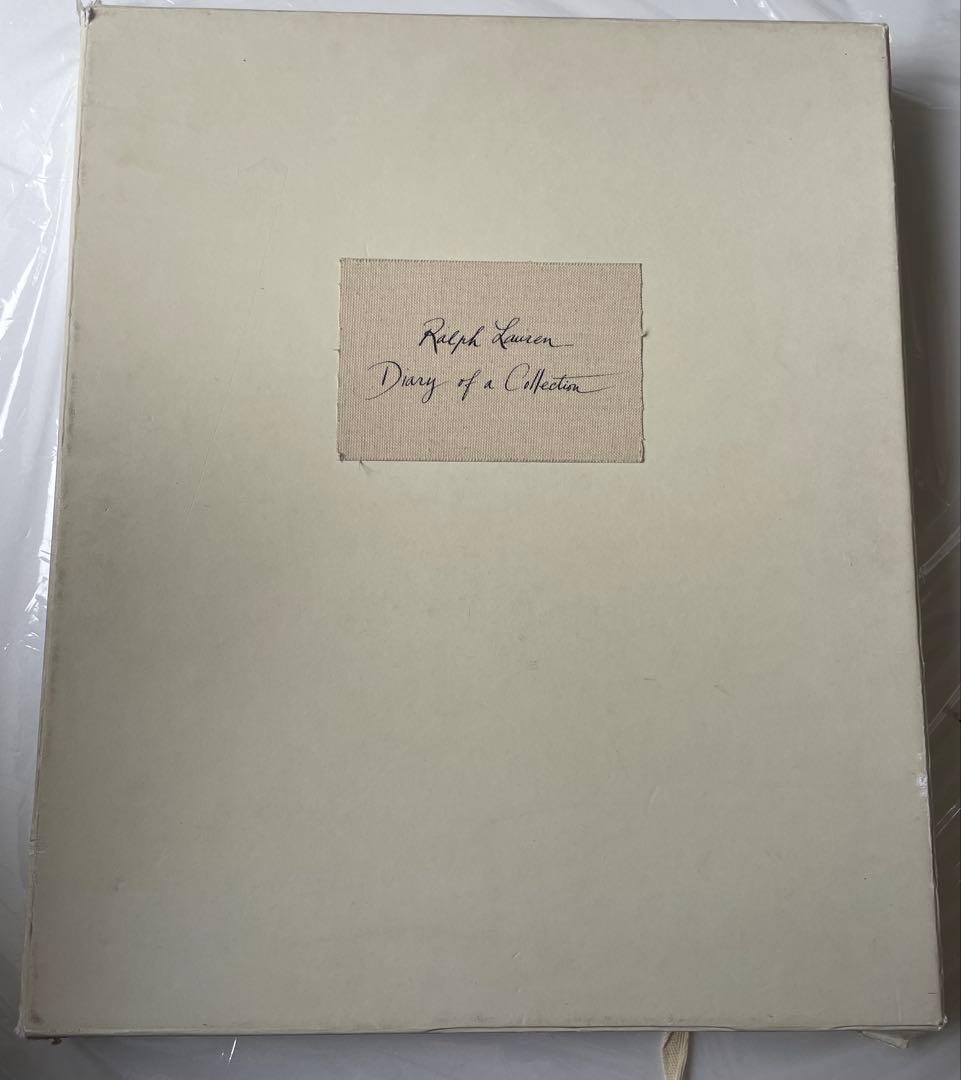 Ralph Lauren
Diary of a Collection